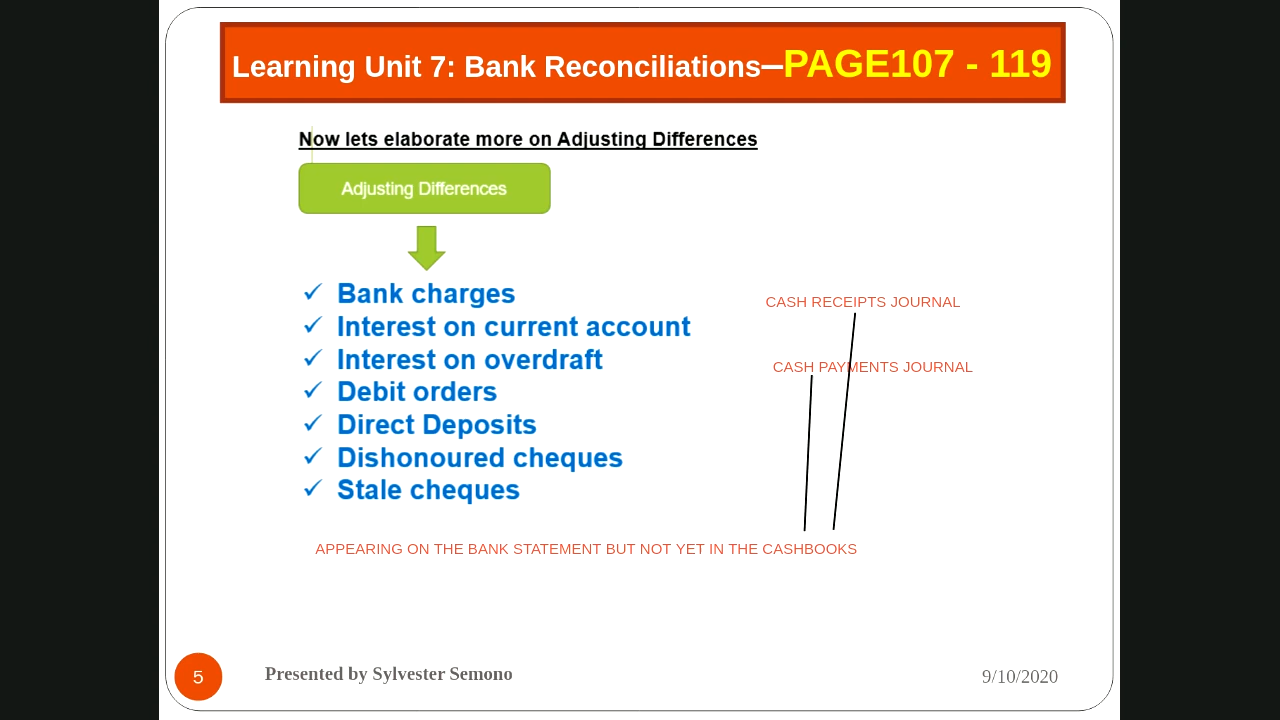 Learning Unit 7: Bank Reconciliations–PAGE107 - 119
Now lets elaborate more on Adjusting Differences
Adjusting Differences
✓ Bank charges
✓ Interest on current account
✓ Interest on overdraft
✓ Debit orders
✓ Direct Deposits
✓ Dishonoured cheques
✓ Stale cheques
CASH RECEIPTS JOURNAL
CASH PAYMENTS JOURNAL
APPEARING ON THE BANK STATEMENT BUT NOT YET IN THE CASHBOOKS
5
Presented by Sylvester Semono
9/10/2020